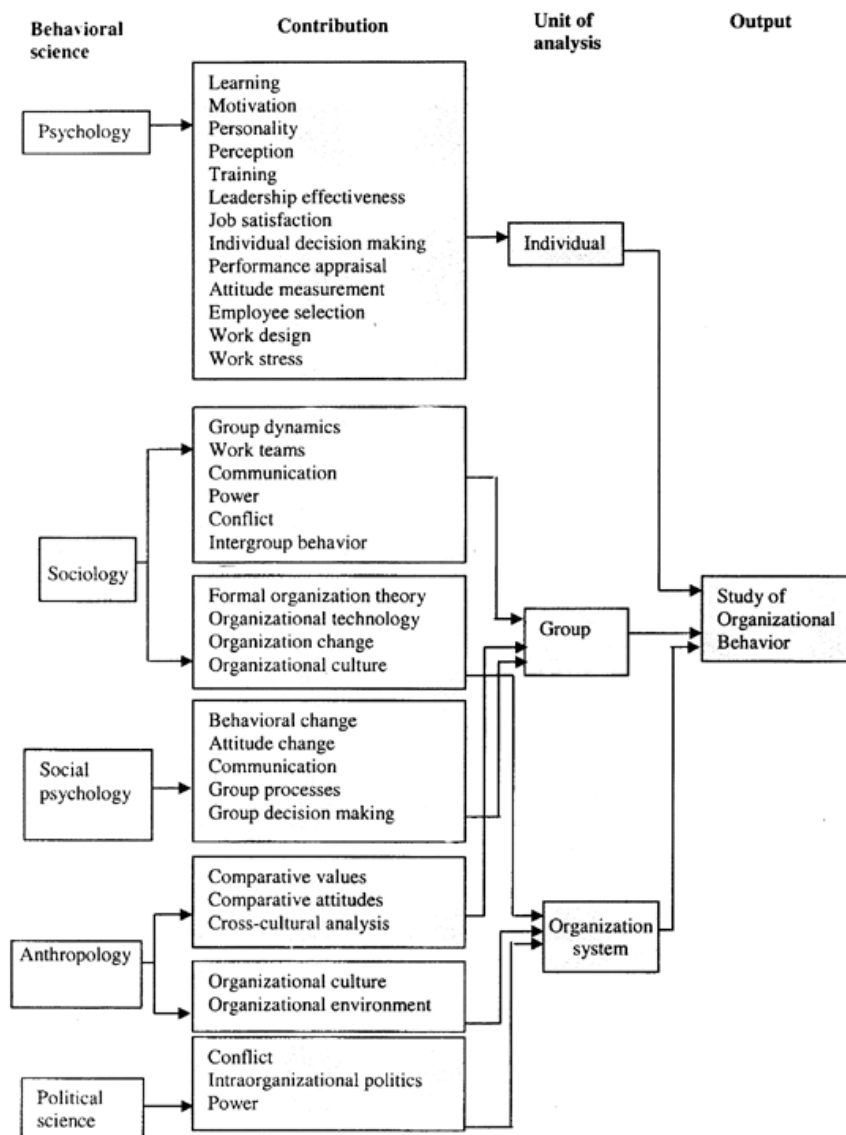 Behavioral
science
Contribution
Unit of
analysis
Output
Psychology
Learning
Motivation
Personality
Perception
Training
Leadership effectiveness
Job satisfaction
Individual decision making
Performance appraisal
Attitude measurement
Employee selection
Work design
Work stress
Individual
Sociology
Group dynamics
Work teams
Communication
Power
Conflict
Intergroup behavior
Formal organization theory
Organizational technology
Organization change
Organizational culture
Group
Study of
Organizational
Behavior
Social
psychology
Behavioral change
Attitude change
Communication
Group processes
Group decision making
Anthropology
Comparative values
Comparative attitudes
Cross-cultural analysis
Organizational culture
Organizational environment
Organization
system
Political
science
Conflict
Intraorganizational politics
Power